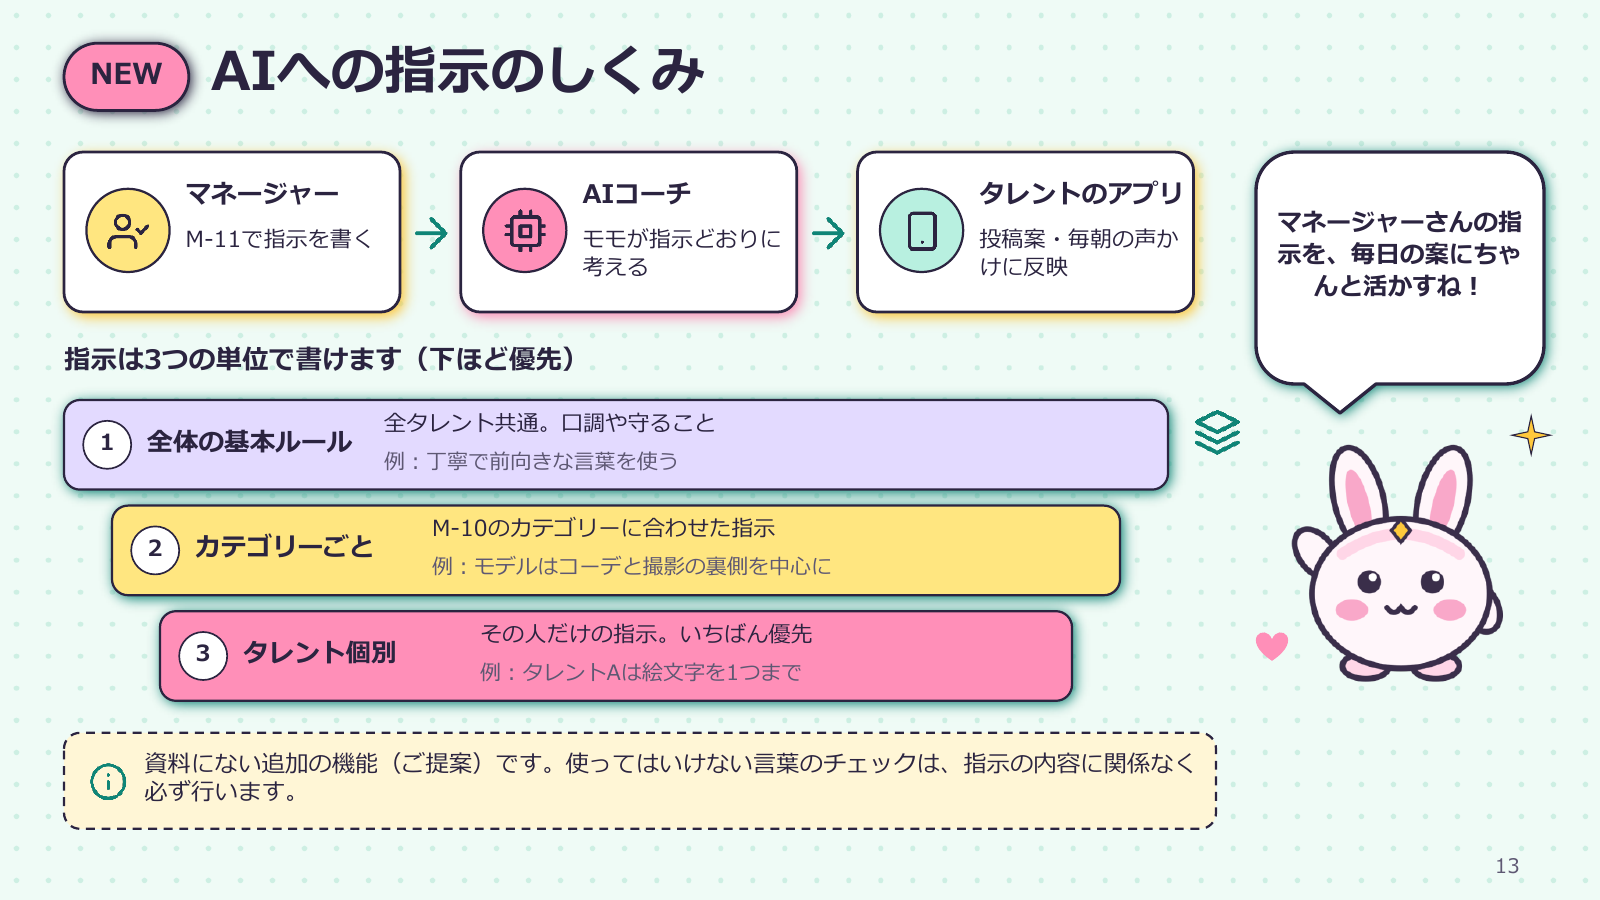 NEW
AIへの指示のしくみ
マネージャー
M-11で指示を書く
AIコーチ
モモが指示どおりに
考える
タレントのアプリ
投稿案・毎朝の声か
けに反映
マネージャーさんの指
示を、毎日の案にちゃ
んと活かすね！
指示は3つの単位で書けます（下ほど優先）
1
全体の基本ルール
全タレント共通。口調や守ること
例：丁寧で前向きな言葉を使う
2
カテゴリーごと
M-10のカテゴリーに合わせた指示
例：モデルはコーデと撮影の裏側を中心に
3
タレント個別
その人だけの指示。いちばん優先
例：タレントAは絵文字を1つまで
資料にない追加の機能（ご提案）です。使ってはいけない言葉のチェックは、指示の内容に関係なく
必ず行います。
13